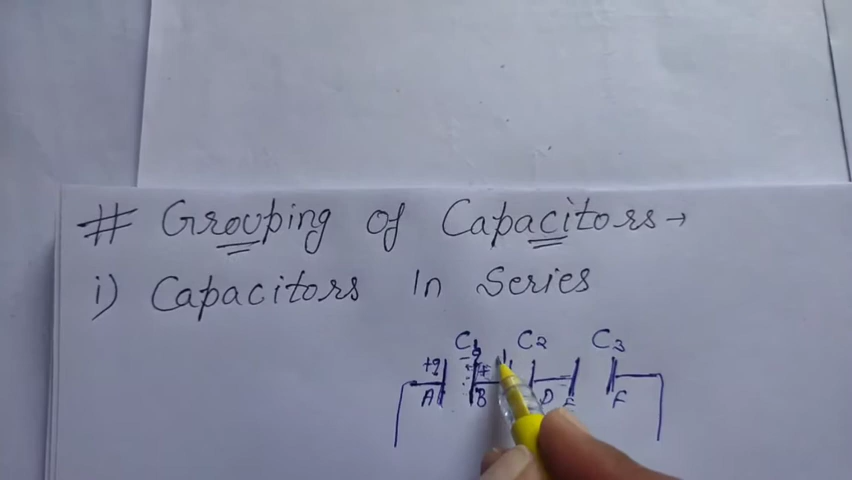 # Grouping of Capacitors →
i) Capacitors In Series
C1 C2 C3
+q -q
A B D E F